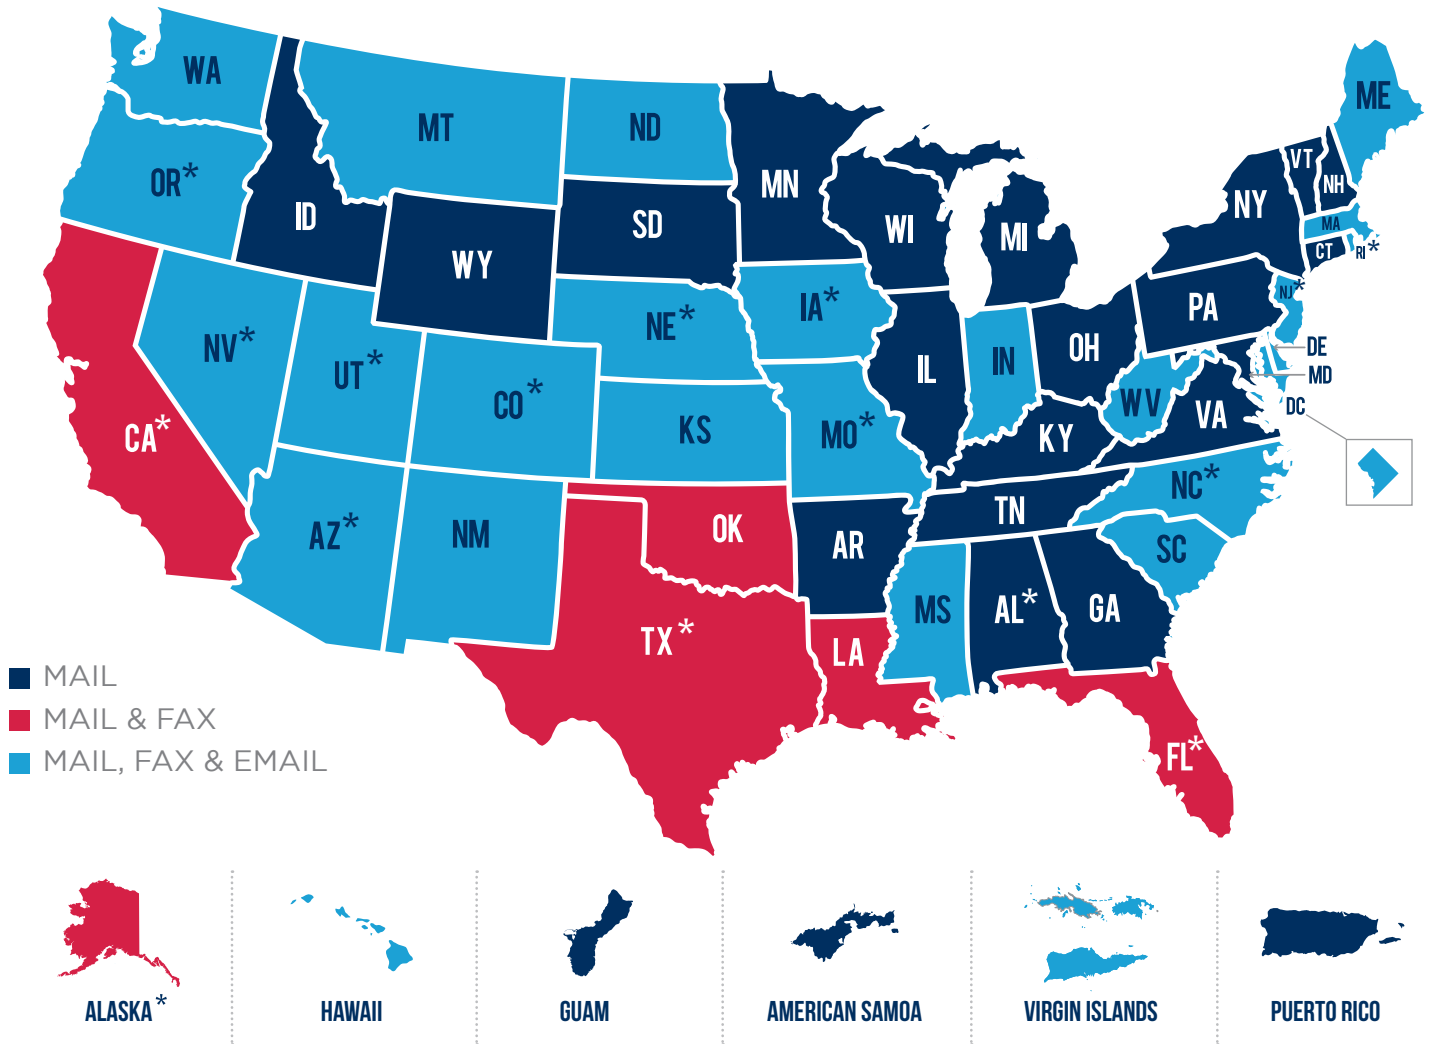 WA
MT
ND
MN
ME
OR*
ID
SD
WI
MI
VT
NH
NY
MA
CT
RI*
WY
NV*
UT*
CO*
NE*
IA*
IL
IN
OH
PA
NJ*
DE
MD
DC
CA*
KS
MO*
KY
WV
VA
AZ*
NM
OK
AR
TN
NC*
SC
TX*
LA
MS
AL*
GA
FL*
MAIL
MAIL & FAX
MAIL, FAX & EMAIL
ALASKA*
HAWAII
GUAM
AMERICAN SAMOA
VIRGIN ISLANDS
PUERTO RICO